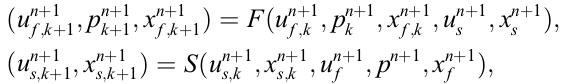 (u_{f,k+1}^{n+1}, p_{k+1}^{n+1}, x_{f,k+1}^{n+1}) = F(u_{f,k}^{n+1}, p_k^{n+1}, x_{f,k}^{n+1}, u_s^{n+1}, x_s^{n+1}),
(u_{s,k+1}^{n+1}, x_{s,k+1}^{n+1}) = S(u_{s,k}^{n+1}, x_{s,k}^{n+1}, u_f^{n+1}, p^{n+1}, x_f^{n+1}),